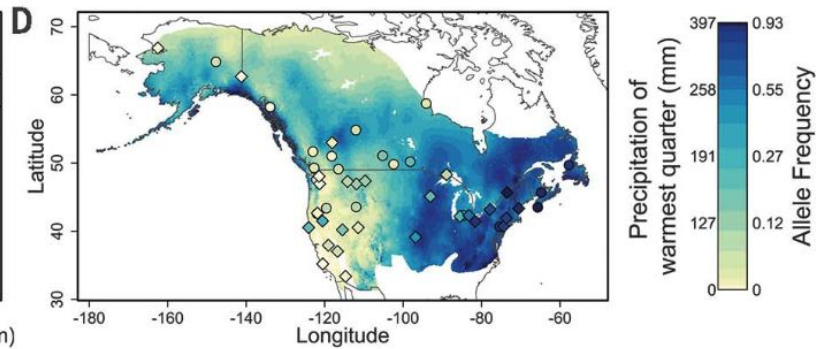 D
70
60
50
40
30
Latitude
-180 -160 -140 -120 -100 -80 -60
Longitude
n)
Precipitation of
warmest quarter (mm)
397 0.93
258 0.55
191 0.27
127 0.12
0 0
Allele Frequency